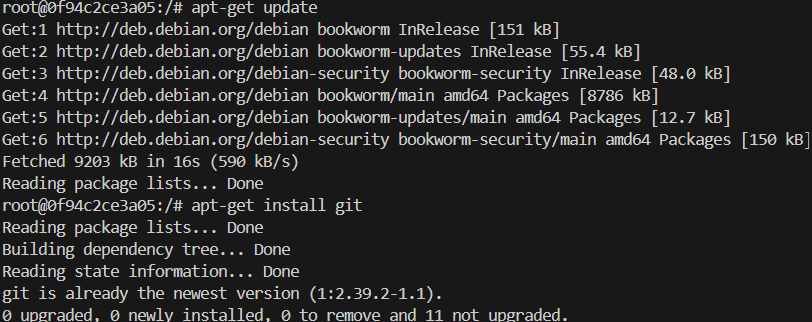 root@0f94c2ce3a05:/# apt-get update
Get:1 http://deb.debian.org/debian bookworm InRelease [151 kB]
Get:2 http://deb.debian.org/debian bookworm-updates InRelease [55.4 kB]
Get:3 http://deb.debian.org/debian-security bookworm-security InRelease [48.0 kB]
Get:4 http://deb.debian.org/debian bookworm/main amd64 Packages [8786 kB]
Get:5 http://deb.debian.org/debian bookworm-updates/main amd64 Packages [12.7 kB]
Get:6 http://deb.debian.org/debian-security bookworm-security/main amd64 Packages [150 kB]
Fetched 9203 kB in 16s (590 kB/s)
Reading package lists... Done
root@0f94c2ce3a05:/# apt-get install git
Reading package lists... Done
Building dependency tree... Done
Reading state information... Done
git is already the newest version (1:2.39.2-1.1).
0 upgraded, 0 newly installed, 0 to remove and 11 not upgraded.